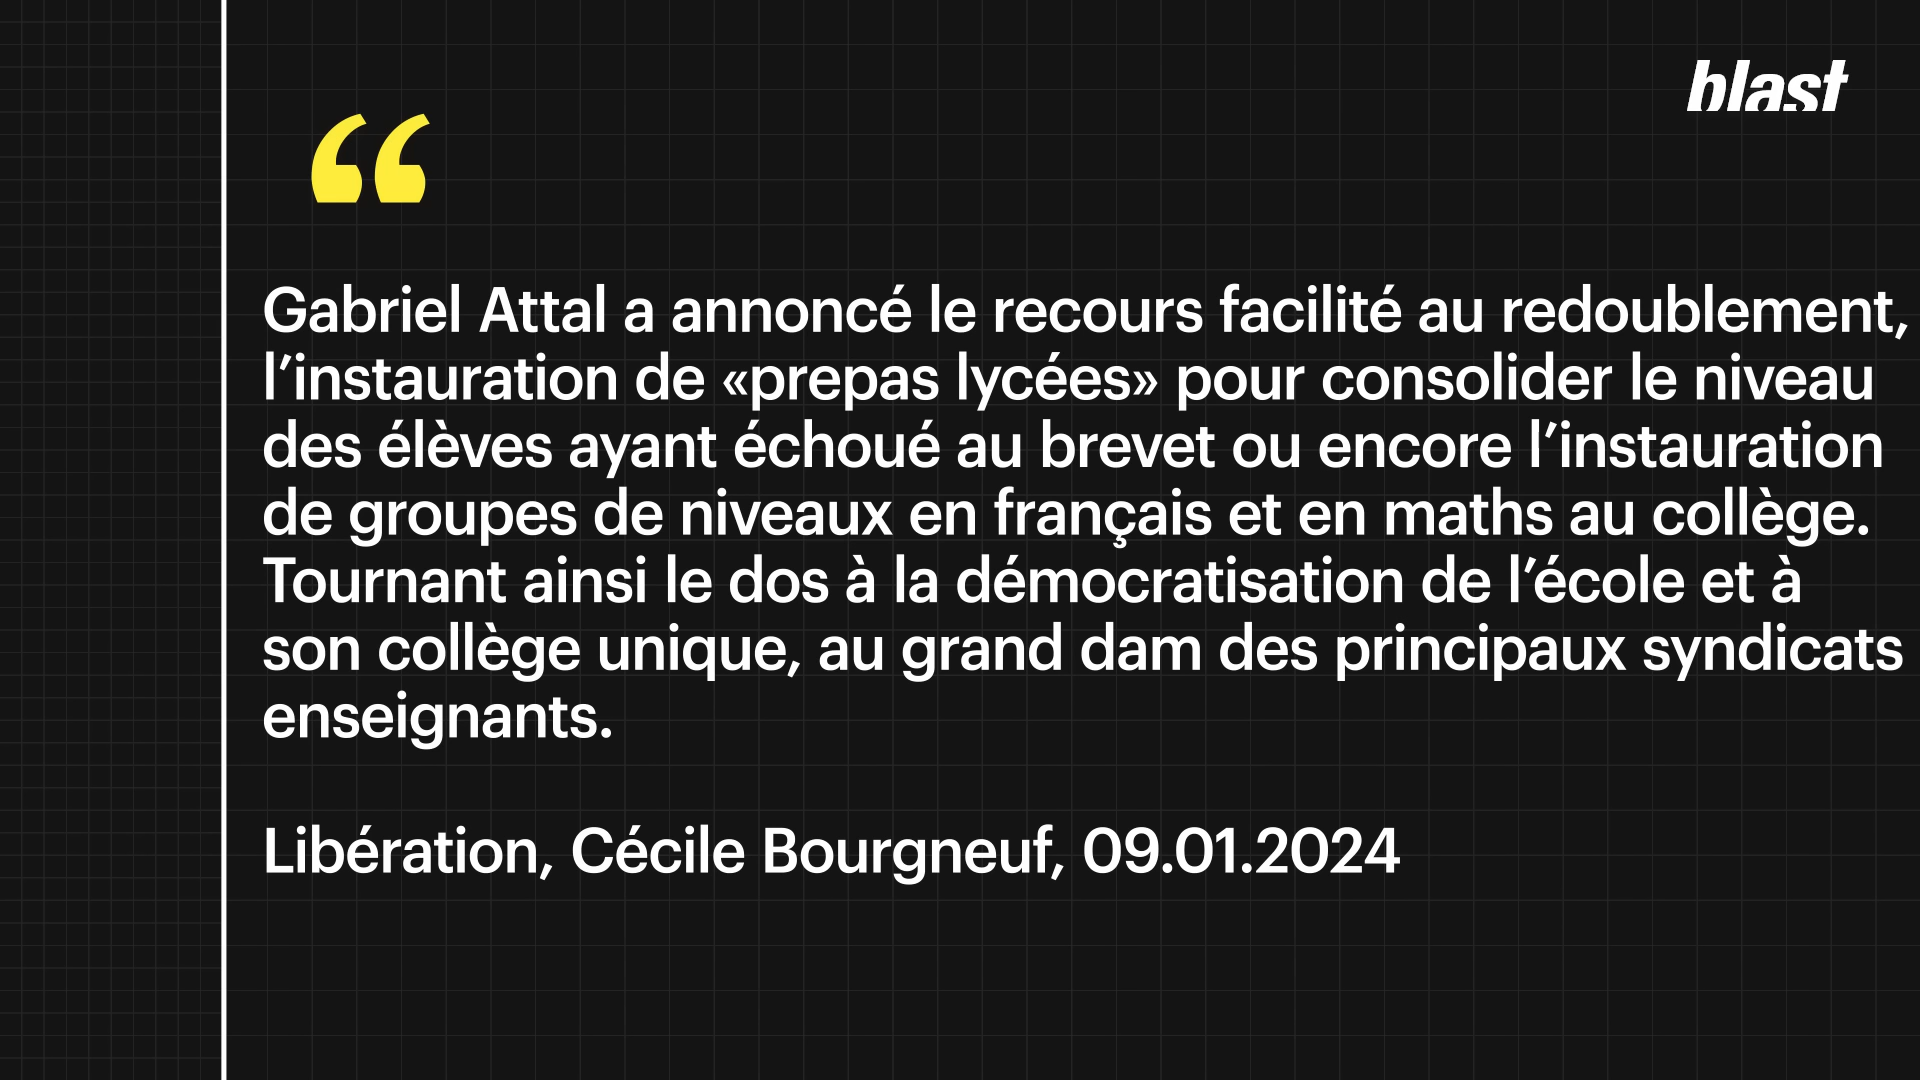 blast
“
Gabriel Attal a annoncé le recours facilité au redoublement,
l’instauration de «prepas lycées» pour consolider le niveau
des élèves ayant échoué au brevet ou encore l’instauration
de groupes de niveaux en français et en maths au collège.
Tournant ainsi le dos à la démocratisation de l’école et à
son collège unique, au grand dam des principaux syndicats
enseignants.
Libération, Cécile Bourgneuf, 09.01.2024